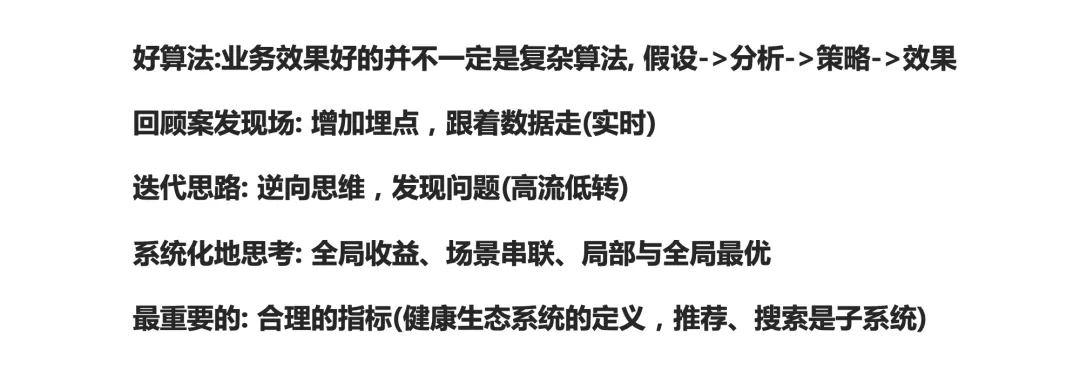 好算法:业务效果好的并不一定是复杂算法, 假设->分析->策略->效果
回顾案发现场: 增加埋点，跟着数据走(实时)
迭代思路: 逆向思维，发现问题(高流低转)
系统化地思考: 全局收益、场景串联、局部与全局最优
最重要的: 合理的指标(健康生态系统的定义，推荐、搜索是子系统)